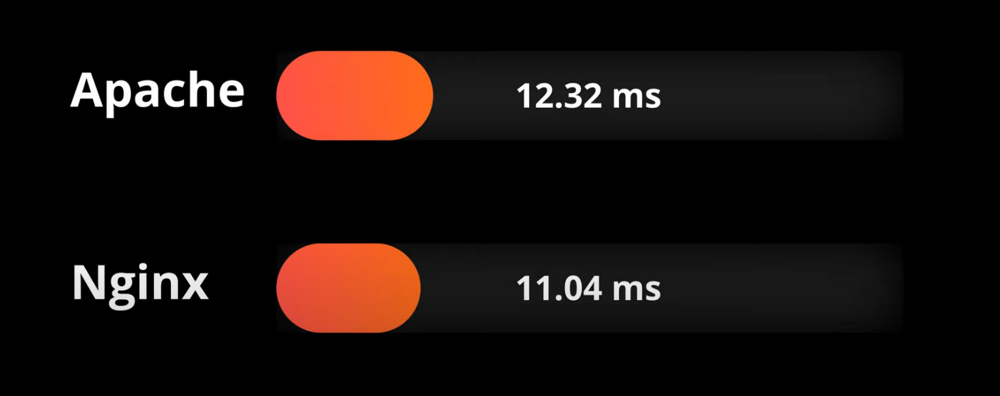 Apache
12.32 ms
Nginx
11.04 ms